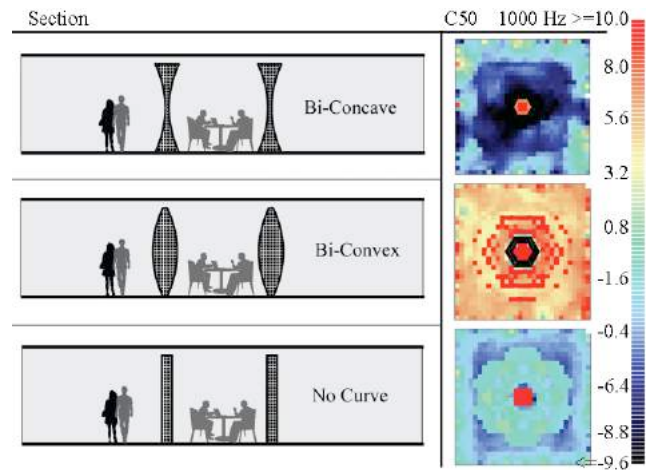 Section
C50 1000 Hz >=10.0
8.0
5.6
3.2
0.8
-1.6
-0.4
-6.4
-8.8
<=-9.6
Bi-Concave
Bi-Convex
No Curve